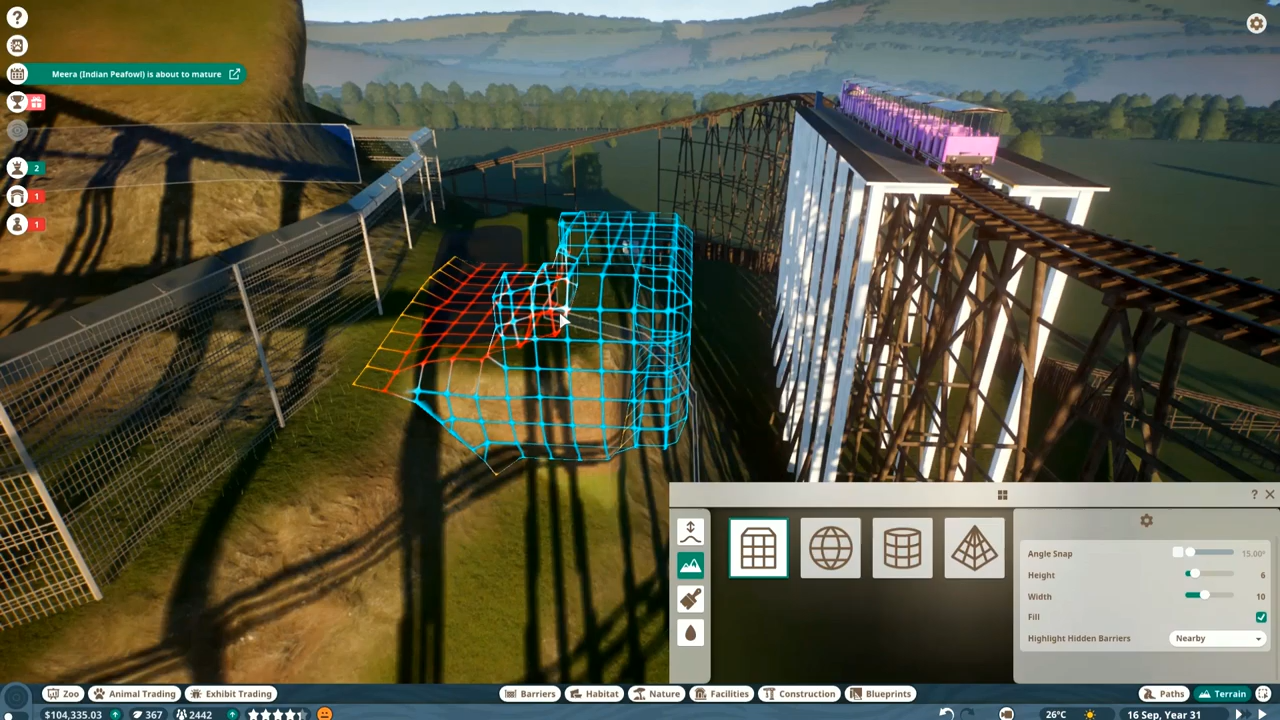 ?
Meera (Indian Peafowl) is about to mature
2
1
1
? ×
Angle Snap 15.00°
Height 6
Width 10
Fill
Highlight Hidden Barriers Nearby
Zoo Animal Trading Exhibit Trading Barriers Habitat Nature Facilities Construction Blueprints Paths Terrain
$104,335.03 367 2442 26°C 16 Sep, Year 31